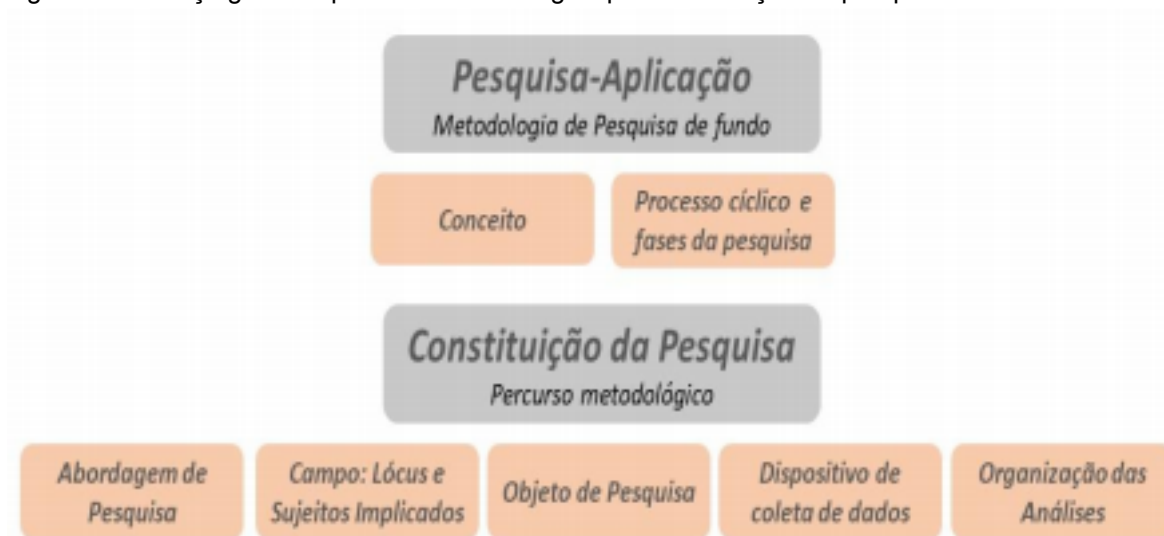 Pesquisa-Aplicação
Metodologia de Pesquisa de fundo
Conceito
Processo cíclico e
fases da pesquisa
Constituição da Pesquisa
Percurso metodológico
Abordagem de
Pesquisa
Campo: Lócus e
Sujeitos Implicados
Objeto de Pesquisa
Dispositivo de
coleta de dados
Organização das
Análises